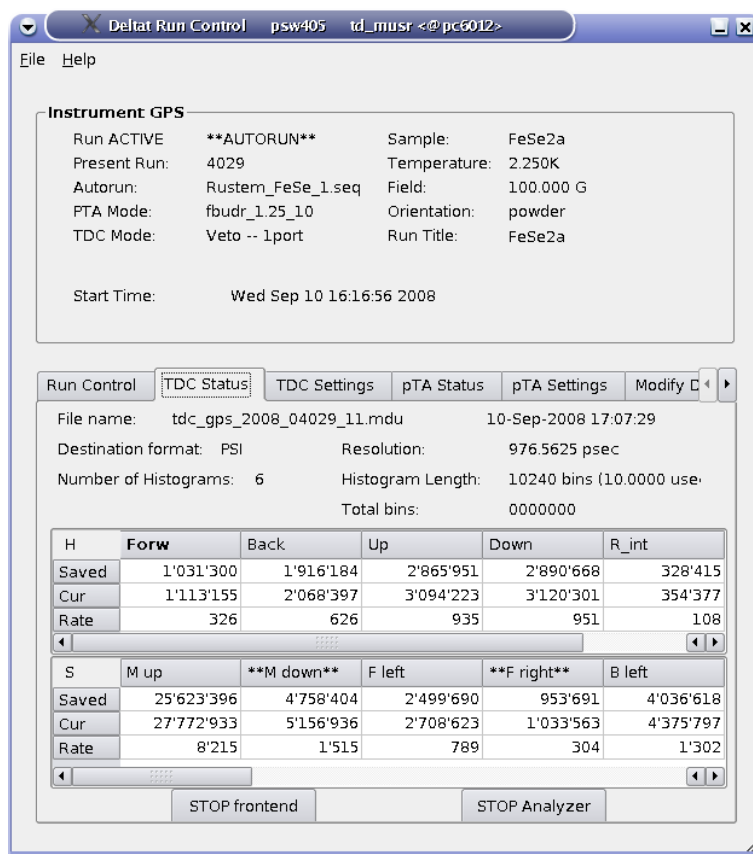 Deltat Run Control psw405 td_musr <@pc6012>
File Help
Instrument GPS
Run ACTIVE **AUTORUN** Sample: FeSe2a
Present Run: 4029 Temperature: 2.250K
Autorun: Rustem_FeSe_1.seq Field: 100.000 G
PTA Mode: fbudr_1.25_10 Orientation: powder
TDC Mode: Veto -- 1port Run Title: FeSe2a
Start Time: Wed Sep 10 16:16:56 2008
Run Control TDC Status TDC Settings pTA Status pTA Settings Modify D
File name: tdc_gps_2008_04029_11.mdu 10-Sep-2008 17:07:29
Destination format: PSI Resolution: 976.5625 psec
Number of Histograms: 6 Histogram Length: 10240 bins (10.0000 use
Total bins: 0000000
H Forw Back Up Down R_int
Saved 1'031'300 1'916'184 2'865'951 2'890'668 328'415
Cur 1'113'155 2'068'397 3'094'223 3'120'301 354'377
Rate 326 626 935 951 108
S M up **M down** F left **F right** B left
Saved 25'623'396 4'758'404 2'499'690 953'691 4'036'618
Cur 27'772'933 5'156'936 2'708'623 1'033'563 4'375'797
Rate 8'215 1'515 789 304 1'302
STOP frontend STOP Analyzer